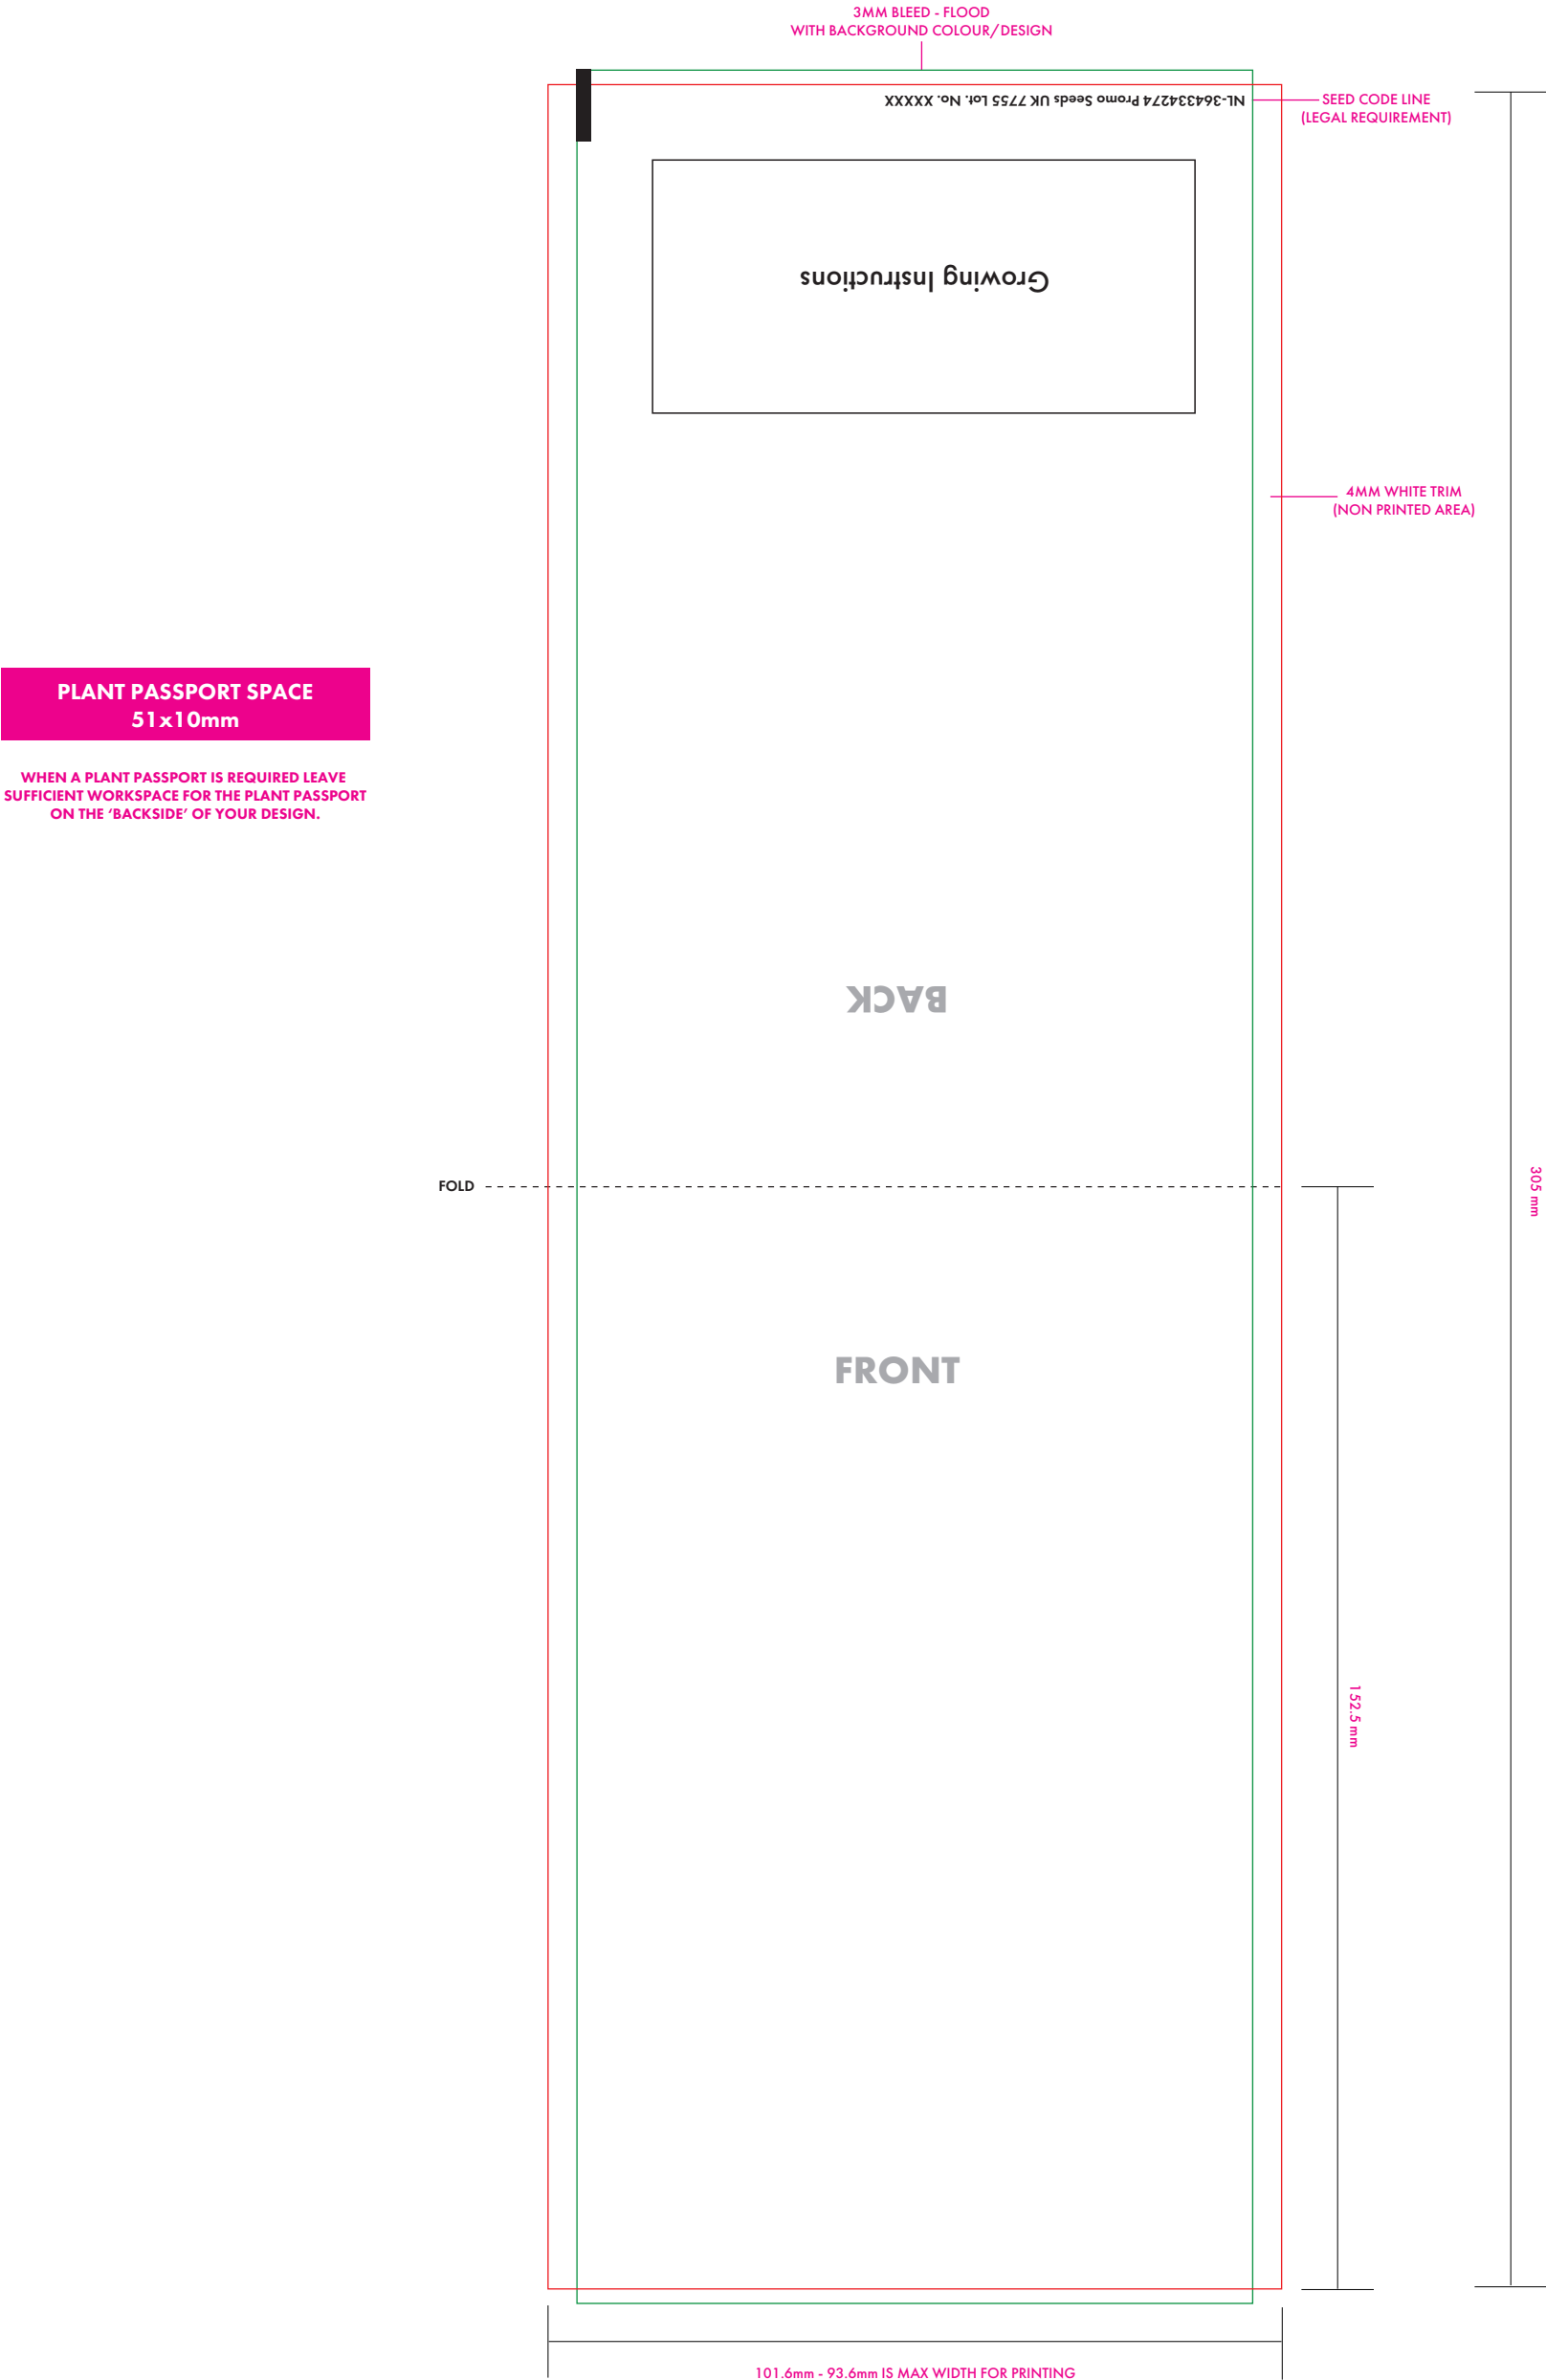 3MM BLEED - FLOOD
WITH BACKGROUND COLOUR/DESIGN
NL-364334274 Promo Seeds UK 7755 Lot. No. XXXXX
SEED CODE LINE
(LEGAL REQUIREMENT)
Growing Instructions
4MM WHITE TRIM
(NON PRINTED AREA)
PLANT PASSPORT SPACE
51x10mm
WHEN A PLANT PASSPORT IS REQUIRED LEAVE
SUFFICIENT WORKSPACE FOR THE PLANT PASSPORT
ON THE ‘BACKSIDE’ OF YOUR DESIGN.
BACK
FOLD
305 mm
FRONT
152.5 mm
101.6mm - 93.6mm IS MAX WIDTH FOR PRINTING